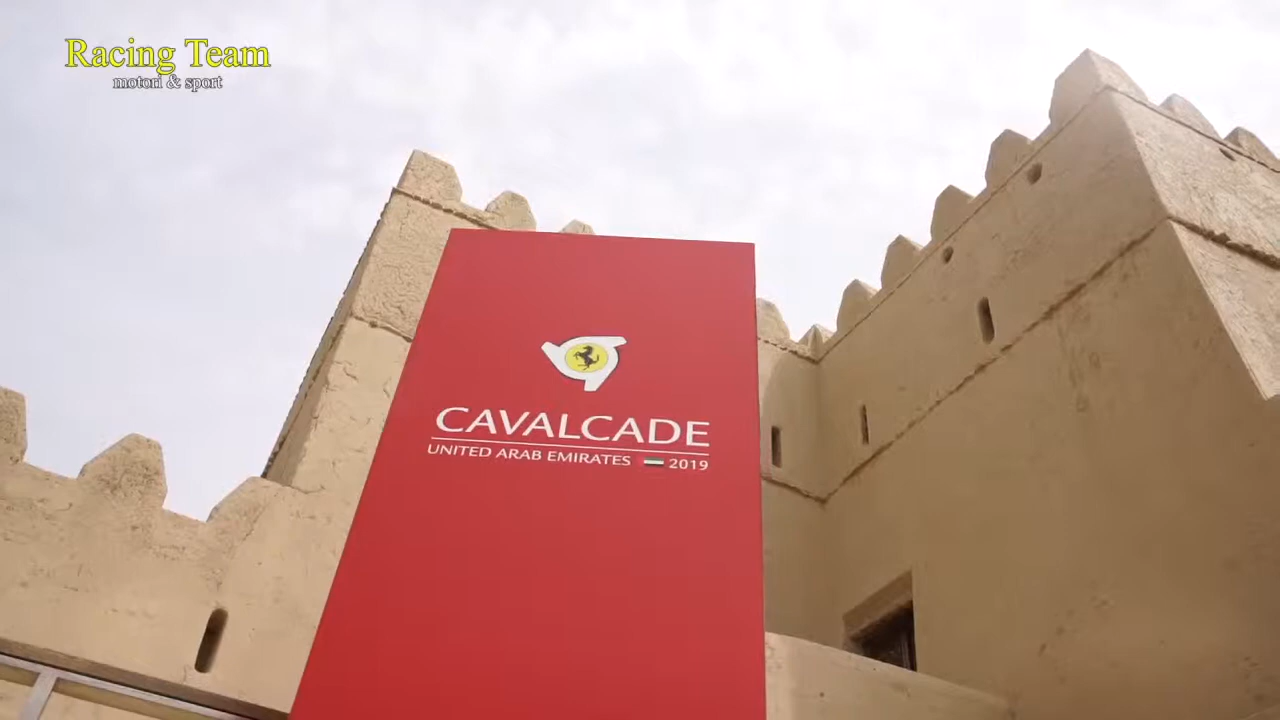 Racing Team
motori & sport
CAVALCADE
UNITED ARAB EMIRATES 2019